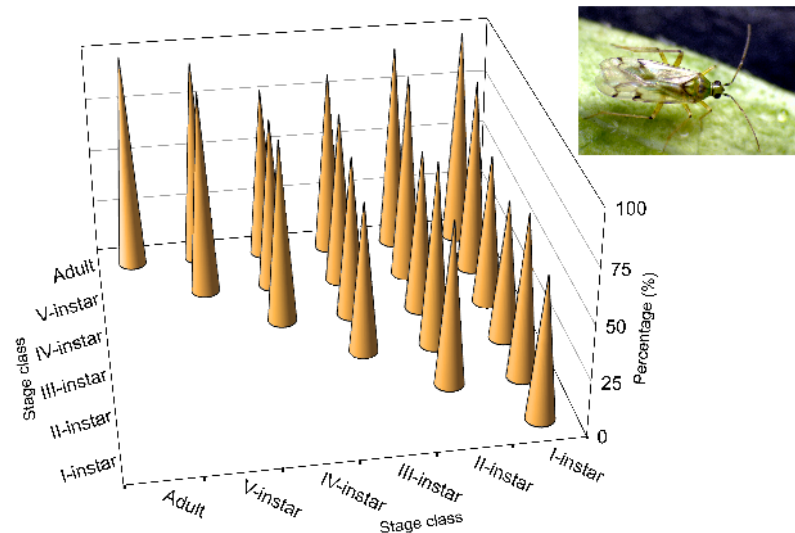 100
75
50
25
0
Percentage (%)
Adult
V-instar
IV-instar
III-instar
II-instar
I-instar
Stage class
Adult
V-instar
IV-instar
III-instar
II-instar
I-instar
Stage class